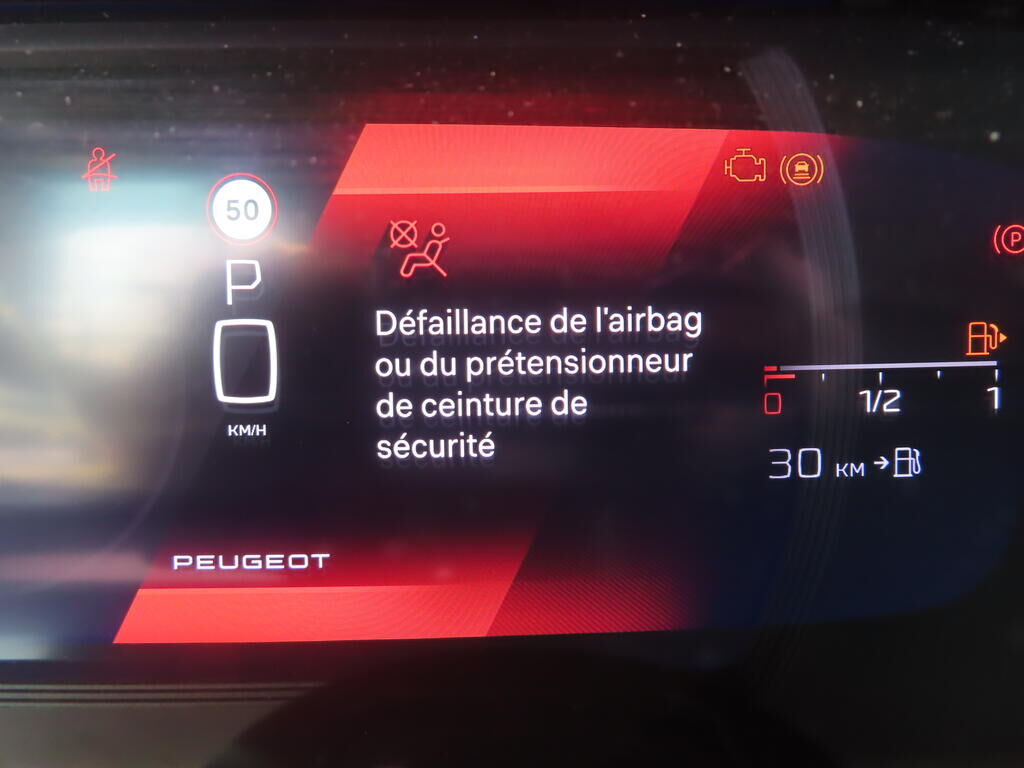 50
P
0
KM/H
Défaillance de l'airbag
ou du prétensionneur
de ceinture de
sécurité
P
0 1/2 1
30 KM
PEUGEOT